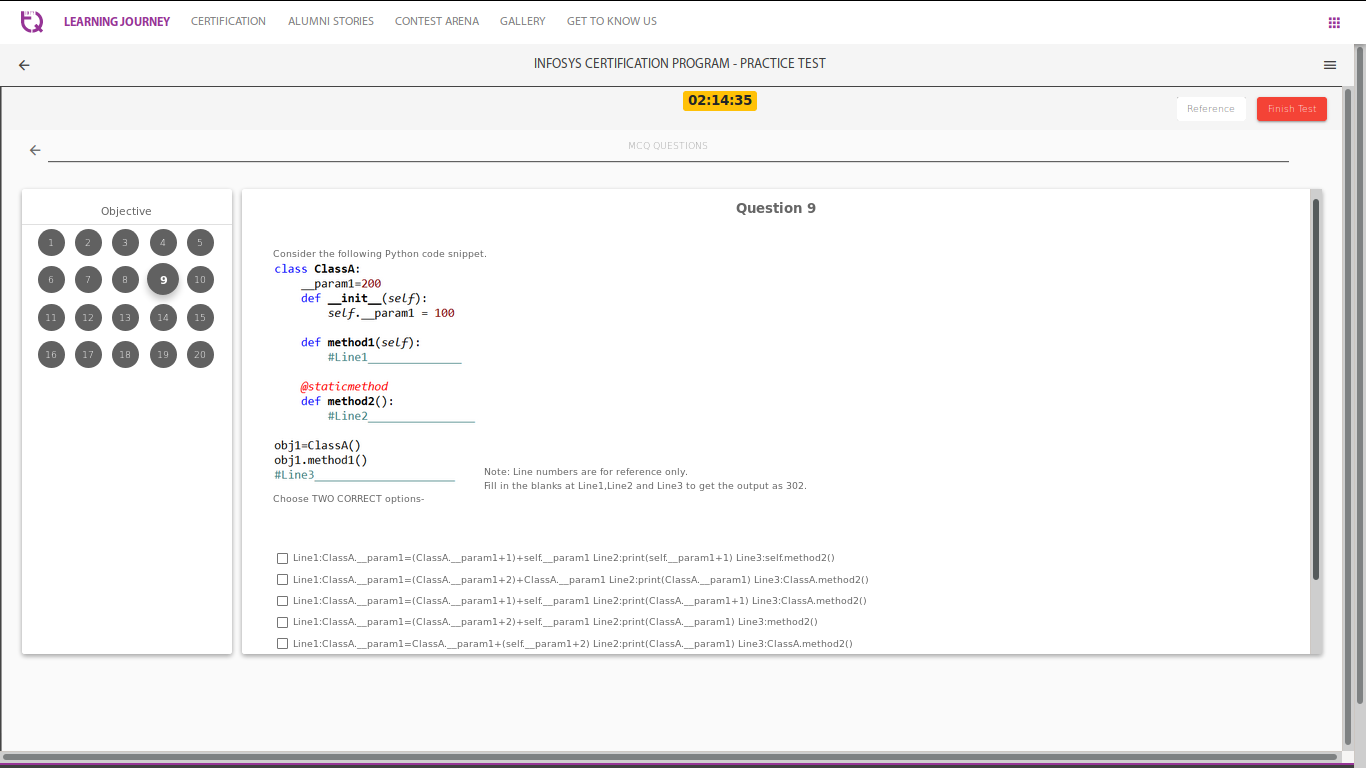 LEARNING JOURNEY CERTIFICATION ALUMNI STORIES CONTEST ARENA GALLERY GET TO KNOW US
INFOSYS CERTIFICATION PROGRAM - PRACTICE TEST
02:14:35
Reference Finish Test
MCQ QUESTIONS
Objective
1 2 3 4 5
6 7 8 9 10
11 12 13 14 15
16 17 18 19 20
Question 9
Consider the following Python code snippet.
class ClassA:
__param1=200
def __init__(self):
self.__param1 = 100
def method1(self):
#Line1______________
@staticmethod
def method2():
#Line2________________
obj1=ClassA()
obj1.method1()
#Line3_____________________
Note: Line numbers are for reference only.
Fill in the blanks at Line1,Line2 and Line3 to get the output as 302.
Choose TWO CORRECT options-
Line1:ClassA.__param1=(ClassA.__param1+1)+self.__param1 Line2:print(self.__param1+1) Line3:self.method2()
Line1:ClassA.__param1=(ClassA.__param1+2)+ClassA.__param1 Line2:print(ClassA.__param1) Line3:ClassA.method2()
Line1:ClassA.__param1=(ClassA.__param1+1)+self.__param1 Line2:print(ClassA.__param1+1) Line3:ClassA.method2()
Line1:ClassA.__param1=(ClassA.__param1+2)+self.__param1 Line2:print(ClassA.__param1) Line3:method2()
Line1:ClassA.__param1=ClassA.__param1+(self.__param1+2) Line2:print(ClassA.__param1) Line3:ClassA.method2()